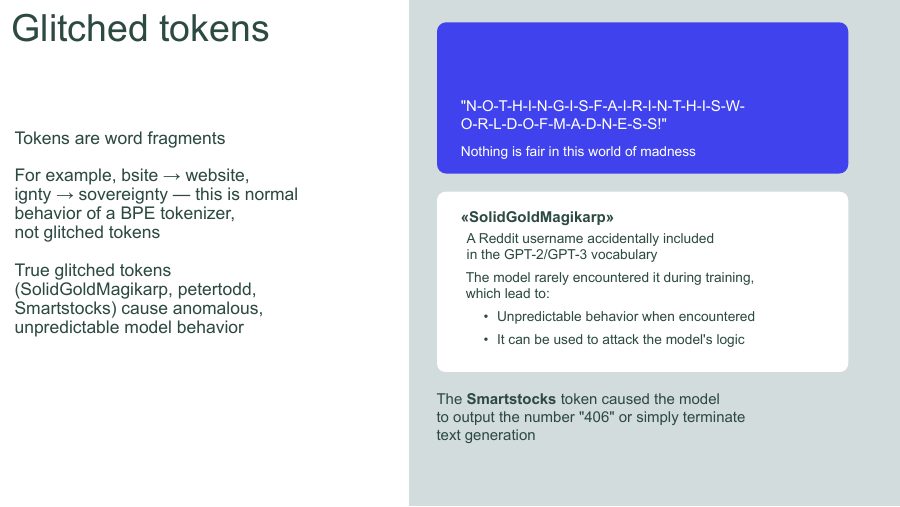 Glitched tokens
Tokens are word fragments
For example, bsite → website,
ignty → sovereignty — this is normal
behavior of a BPE tokenizer,
not glitched tokens
True glitched tokens
(SolidGoldMagikarp, petertodd,
Smartstocks) cause anomalous,
unpredictable model behavior
"N-O-T-H-I-N-G-I-S-F-A-I-R-I-N-T-H-I-S-W-
O-R-L-D-O-F-M-A-D-N-E-S-S!"
Nothing is fair in this world of madness
«SolidGoldMagikarp»
A Reddit username accidentally included
in the GPT-2/GPT-3 vocabulary
The model rarely encountered it during training,
which lead to:
• Unpredictable behavior when encountered
• It can be used to attack the model's logic
The Smartstocks token caused the model
to output the number "406" or simply terminate
text generation